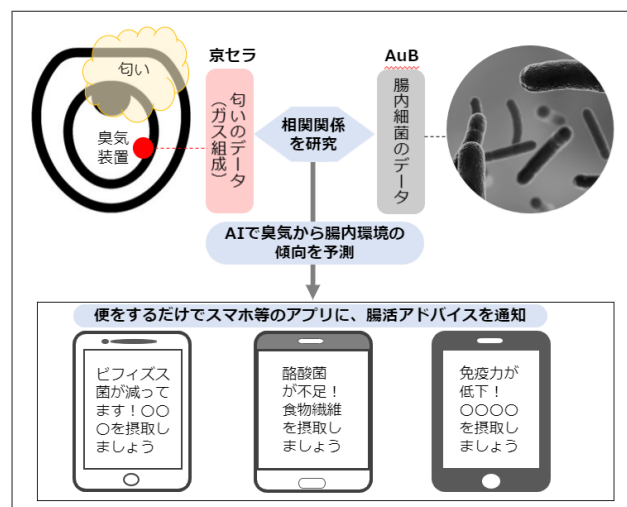 匂い
臭気
装置
京セラ
匂いのデータ
（ガス組成）
相関関係
を研究
AuB
腸内細菌のデータ
AIで臭気から腸内環境の
傾向を予測
便をするだけでスマホ等のアプリに、腸活アドバイスを通知
ビフィズス
菌が減って
ます！〇〇
〇を摂取し
ましょう
酪酸菌
が不足！
食物繊維
を摂取し
ましょう
免疫力が
低下！
〇〇〇〇
を摂取し
ましょう